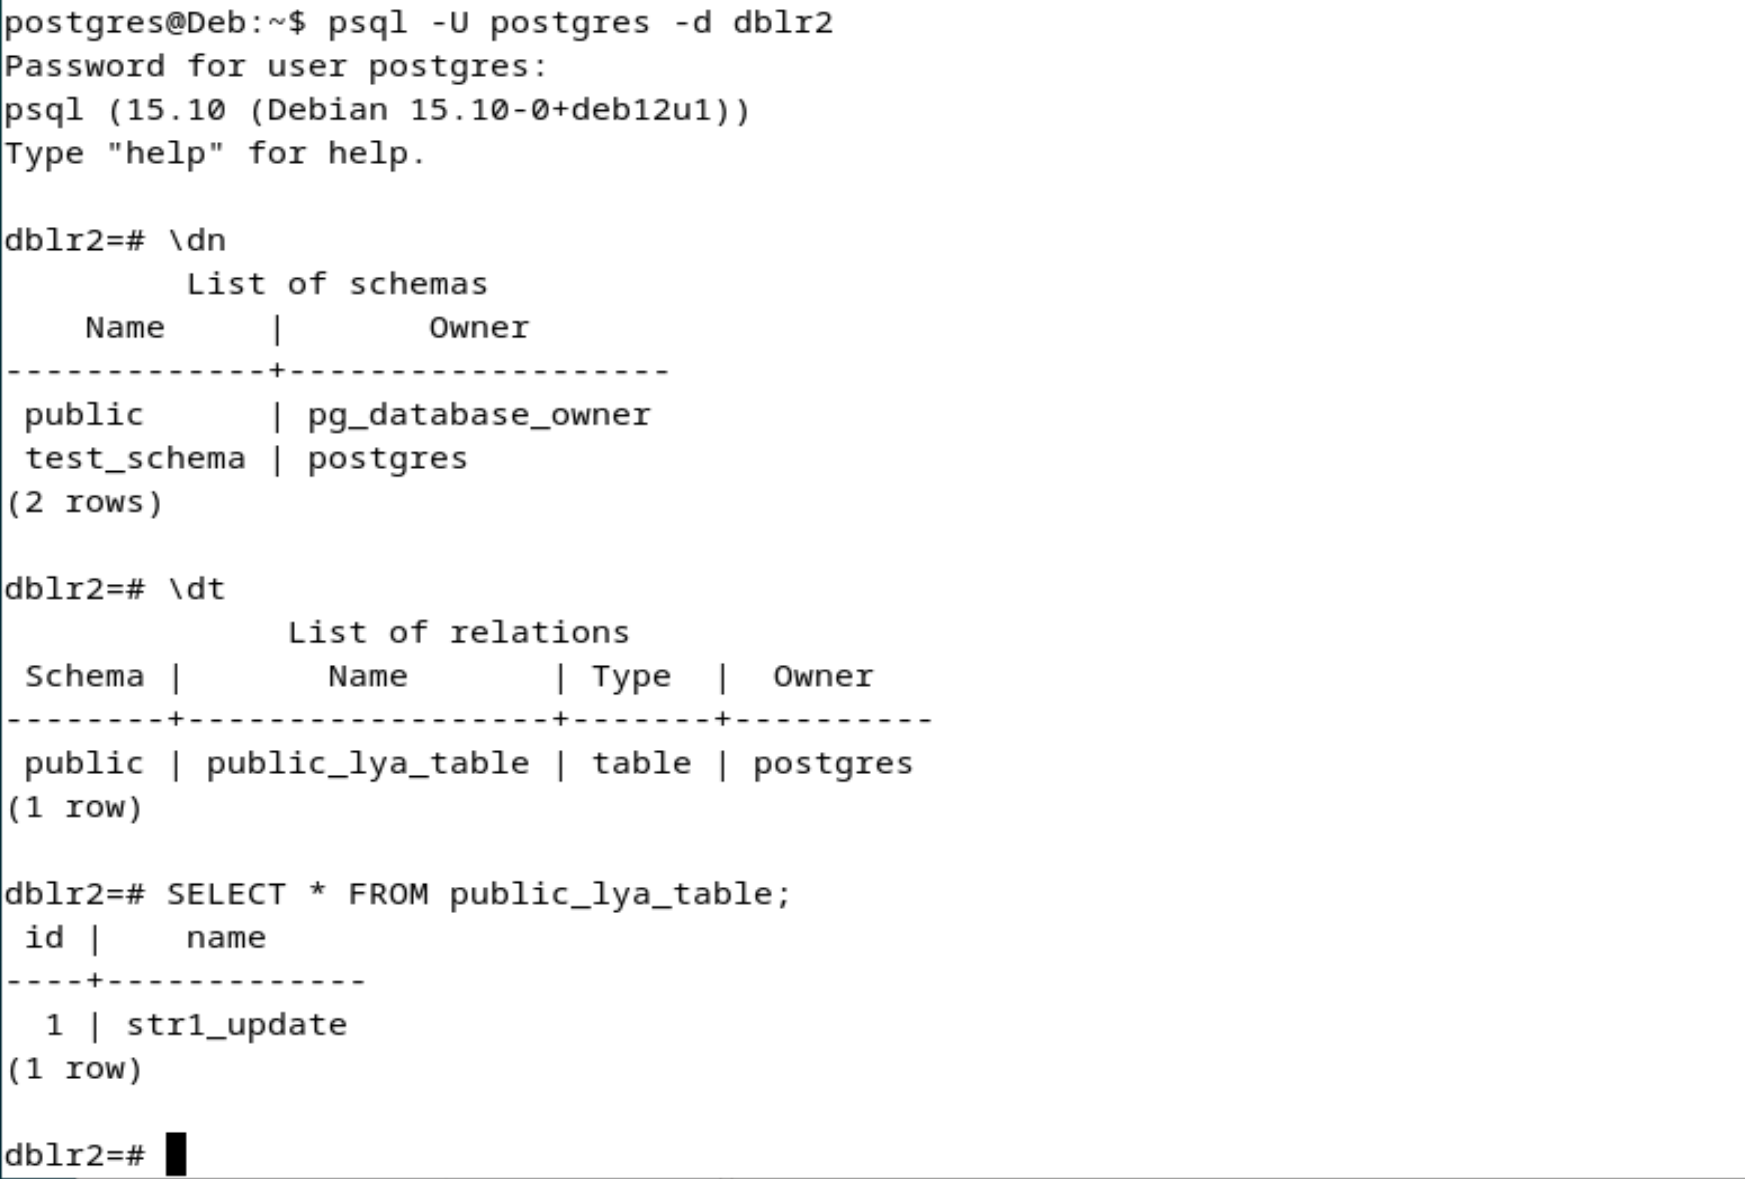 postgres@Deb:~$ psql -U postgres -d dblr2
Password for user postgres:
psql (15.10 (Debian 15.10-0+deb12u1))
Type "help" for help.

dblr2=# \dn
         List of schemas
    Name     |       Owner
-------------+-------------------
 public      | pg_database_owner
 test_schema | postgres
(2 rows)

dblr2=# \dt
              List of relations
 Schema |       Name       | Type  |  Owner
--------+------------------+-------+----------
 public | public_lya_table | table | postgres
(1 row)

dblr2=# SELECT * FROM public_lya_table;
 id |    name
----+-------------
  1 | str1_update
(1 row)

dblr2=#